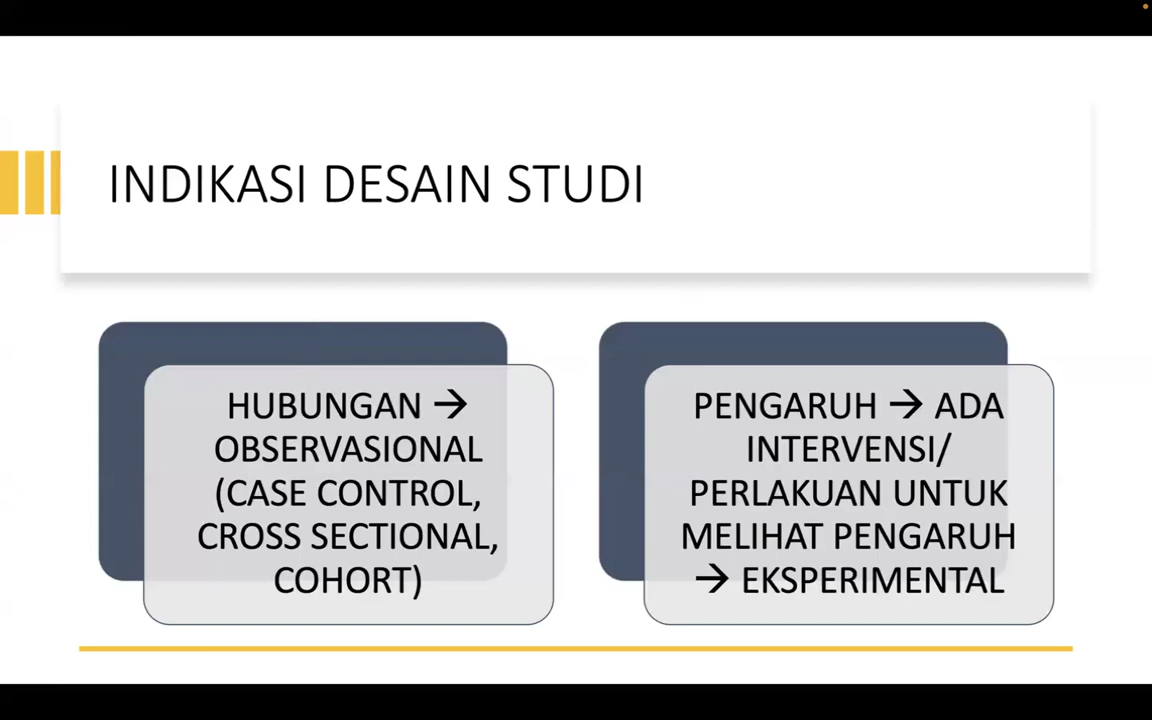 INDIKASI DESAIN STUDI
HUBUNGAN →
OBSERVASIONAL
(CASE CONTROL,
CROSS SECTIONAL,
COHORT)
PENGARUH → ADA
INTERVENSI/
PERLAKUAN UNTUK
MELIHAT PENGARUH
→ EKSPERIMENTAL